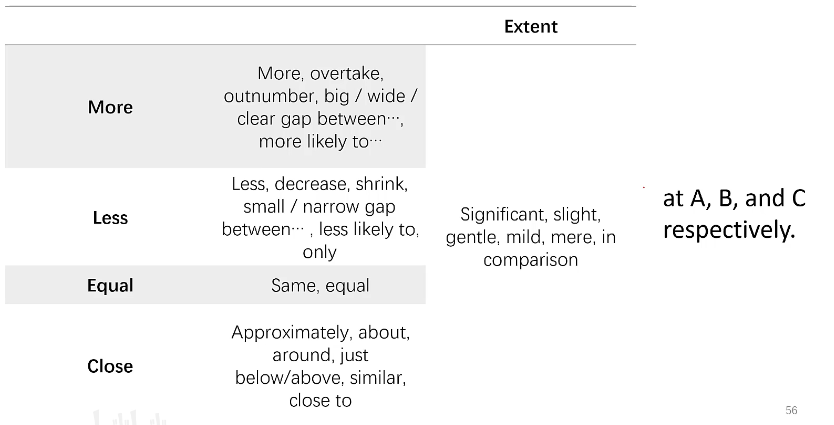 Extent
More
More, overtake,
outnumber, big / wide /
clear gap between…,
more likely to…
Less
Less, decrease, shrink,
small / narrow gap
between… , less likely to,
only
Equal
Same, equal
Close
Approximately, about,
around, just
below/above, similar,
close to
Significant, slight,
gentle, mild, mere, in
comparison
at A, B, and C
respectively.
56